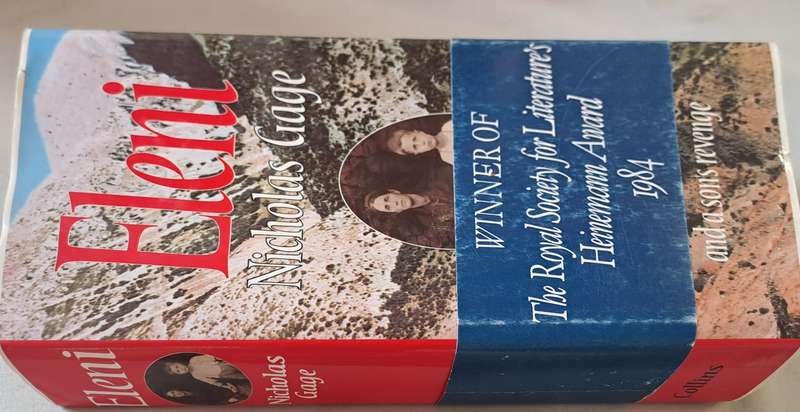 Eleni
Nicholas Gage
WINNER OF
The Royal Society for Literature's
Heinemann Award
1984
and a son's revenge
Eleni
Nicholas
Gage
Collins